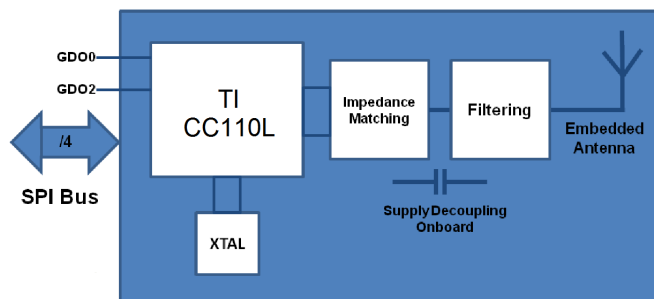 GDO0
GDO2
/4
SPI Bus
TI
CC110L
XTAL
Impedance
Matching
Filtering
Embedded
Antenna
Supply Decoupling
Onboard